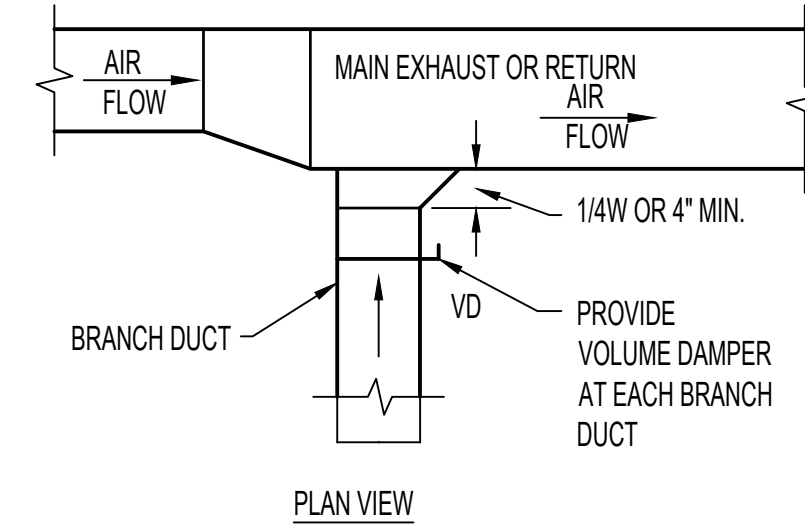 AIR
FLOW
MAIN EXHAUST OR RETURN
AIR
FLOW
1/4W OR 4" MIN.
BRANCH DUCT
VD
PROVIDE
VOLUME DAMPER
AT EACH BRANCH
DUCT
PLAN VIEW